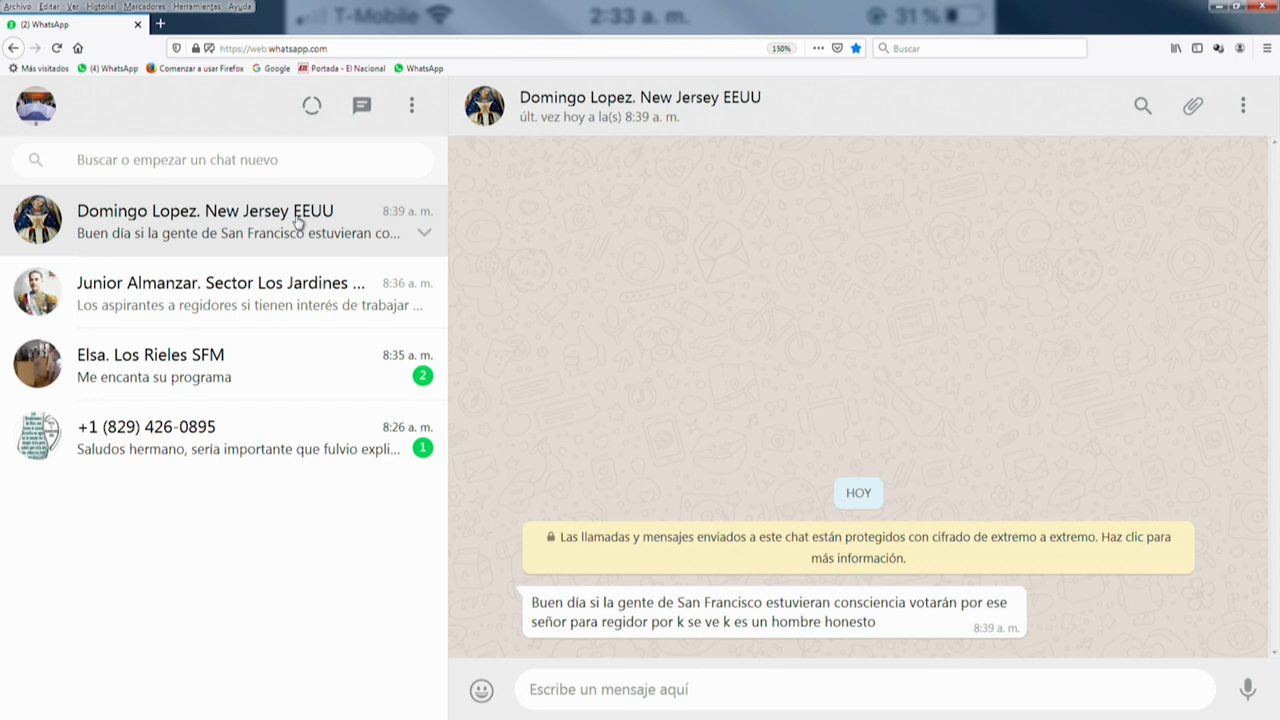 Archivo Editar Ver Historial Marcadores Herramientas Ayuda
T-Mobile 2:33 a. m. 31 %
(2) WhatsApp
https://web.whatsapp.com 150% Buscar
Más visitados (4) WhatsApp Comenzar a usar Firefox Google Portada - El Nacional WhatsApp
Domingo Lopez. New Jersey EEUU
últ. vez hoy a la(s) 8:39 a. m.
Buscar o empezar un chat nuevo
Domingo Lopez. New Jersey EEUU 8:39 a. m.
Buen día si la gente de San Francisco estuvieran co...
Junior Almanzar. Sector Los Jardines ... 8:36 a. m.
Los aspirantes a regidores si tienen interés de trabajar ...
Elsa. Los Rieles SFM 8:35 a. m.
Me encanta su programa 2
+1 (829) 426-0895 8:26 a. m.
Saludos hermano, sería importante que fulvio expli... 1
HOY
Las llamadas y mensajes enviados a este chat están protegidos con cifrado de extremo a extremo. Haz clic para
más información.
Buen día si la gente de San Francisco estuvieran consciencia votarán por ese
señor para regidor por k se ve k es un hombre honesto
8:39 a. m.
Escribe un mensaje aquí